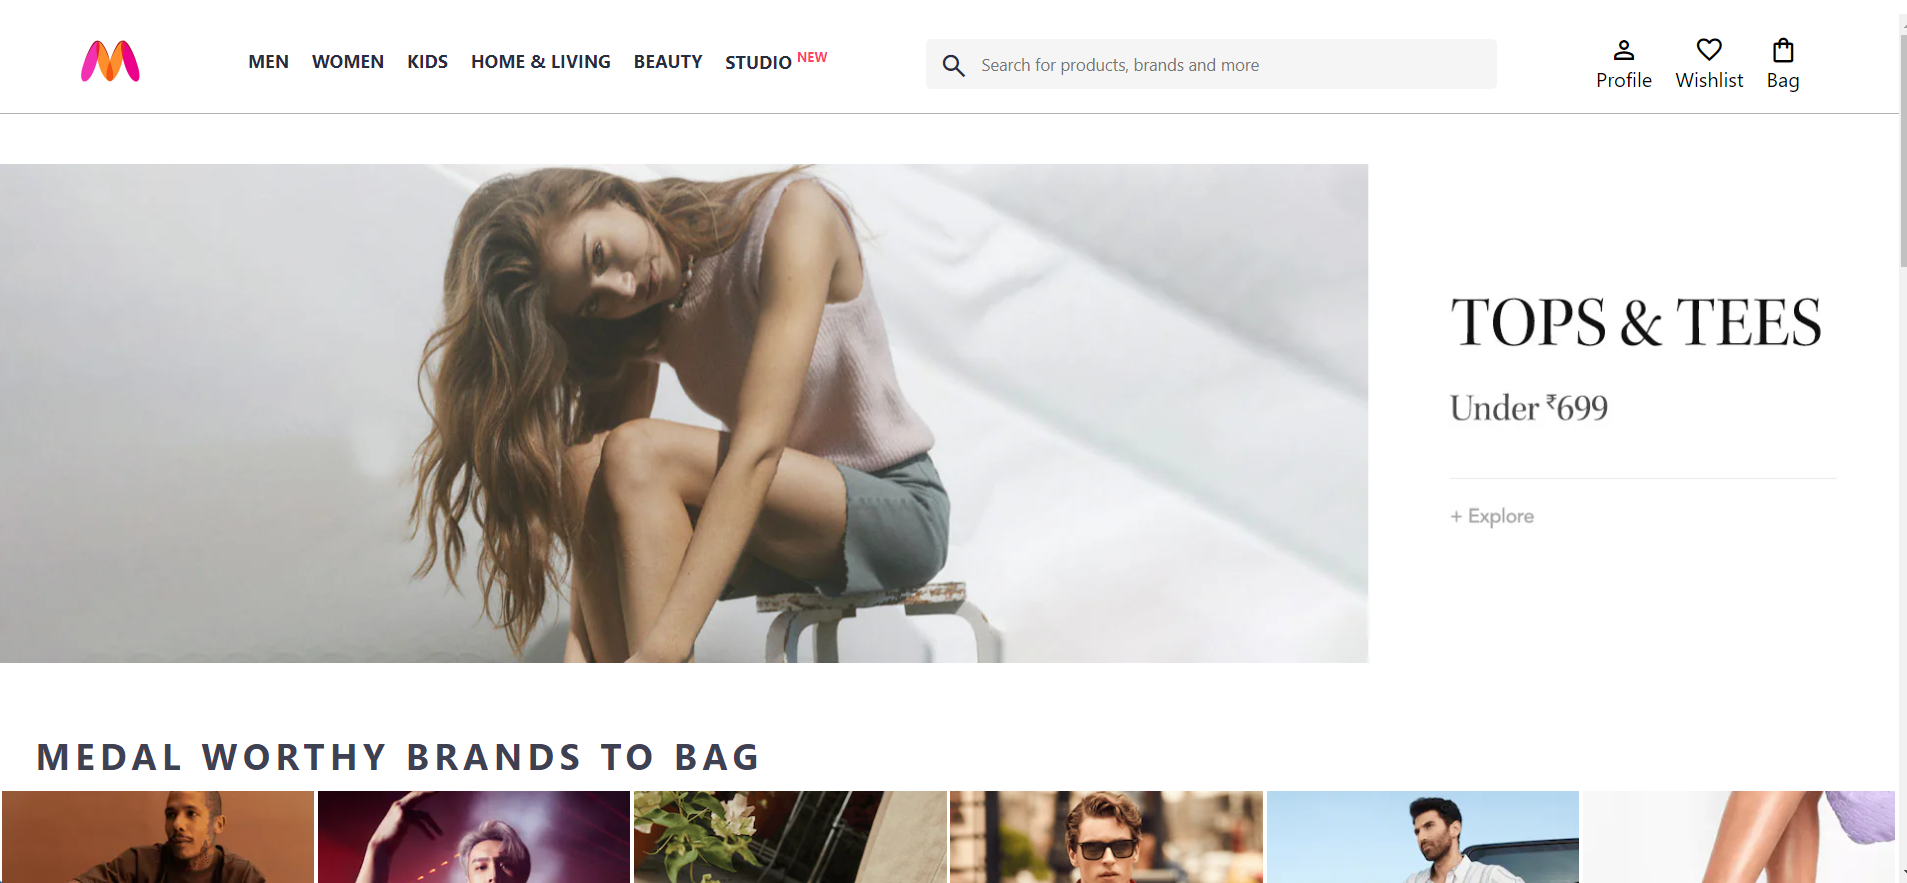 MEN WOMEN KIDS HOME & LIVING BEAUTY STUDIO NEW
Search for products, brands and more
Profile Wishlist Bag
TOPS & TEES
Under ₹699
+ Explore
MEDAL WORTHY BRANDS TO BAG